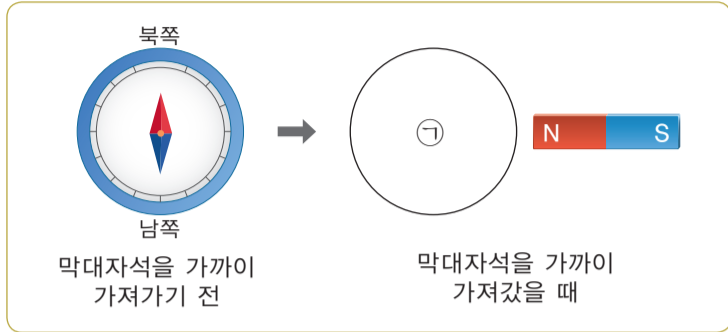 북쪽
남쪽
㉠
N S
막대자석을 가까이
가져가기 전
막대자석을 가까이
가져갔을 때